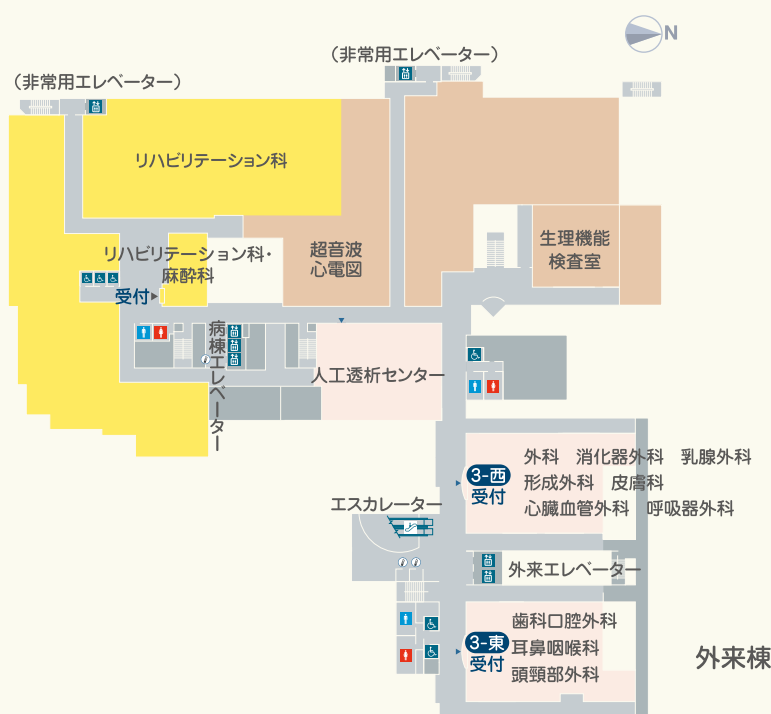 N
（非常用エレベーター）
（非常用エレベーター）
リハビリテーション科
リハビリテーション科・
麻酔科
受付
超音波
心電図
生理機能
検査室
病棟エレベーター
人工透析センター
3-西
受付
外科　消化器外科　乳腺外科
形成外科　皮膚科
心臓血管外科　呼吸器外科
エスカレーター
外来エレベーター
3-東
受付
歯科口腔外科
耳鼻咽喉科
頭頸部外科
外来棟